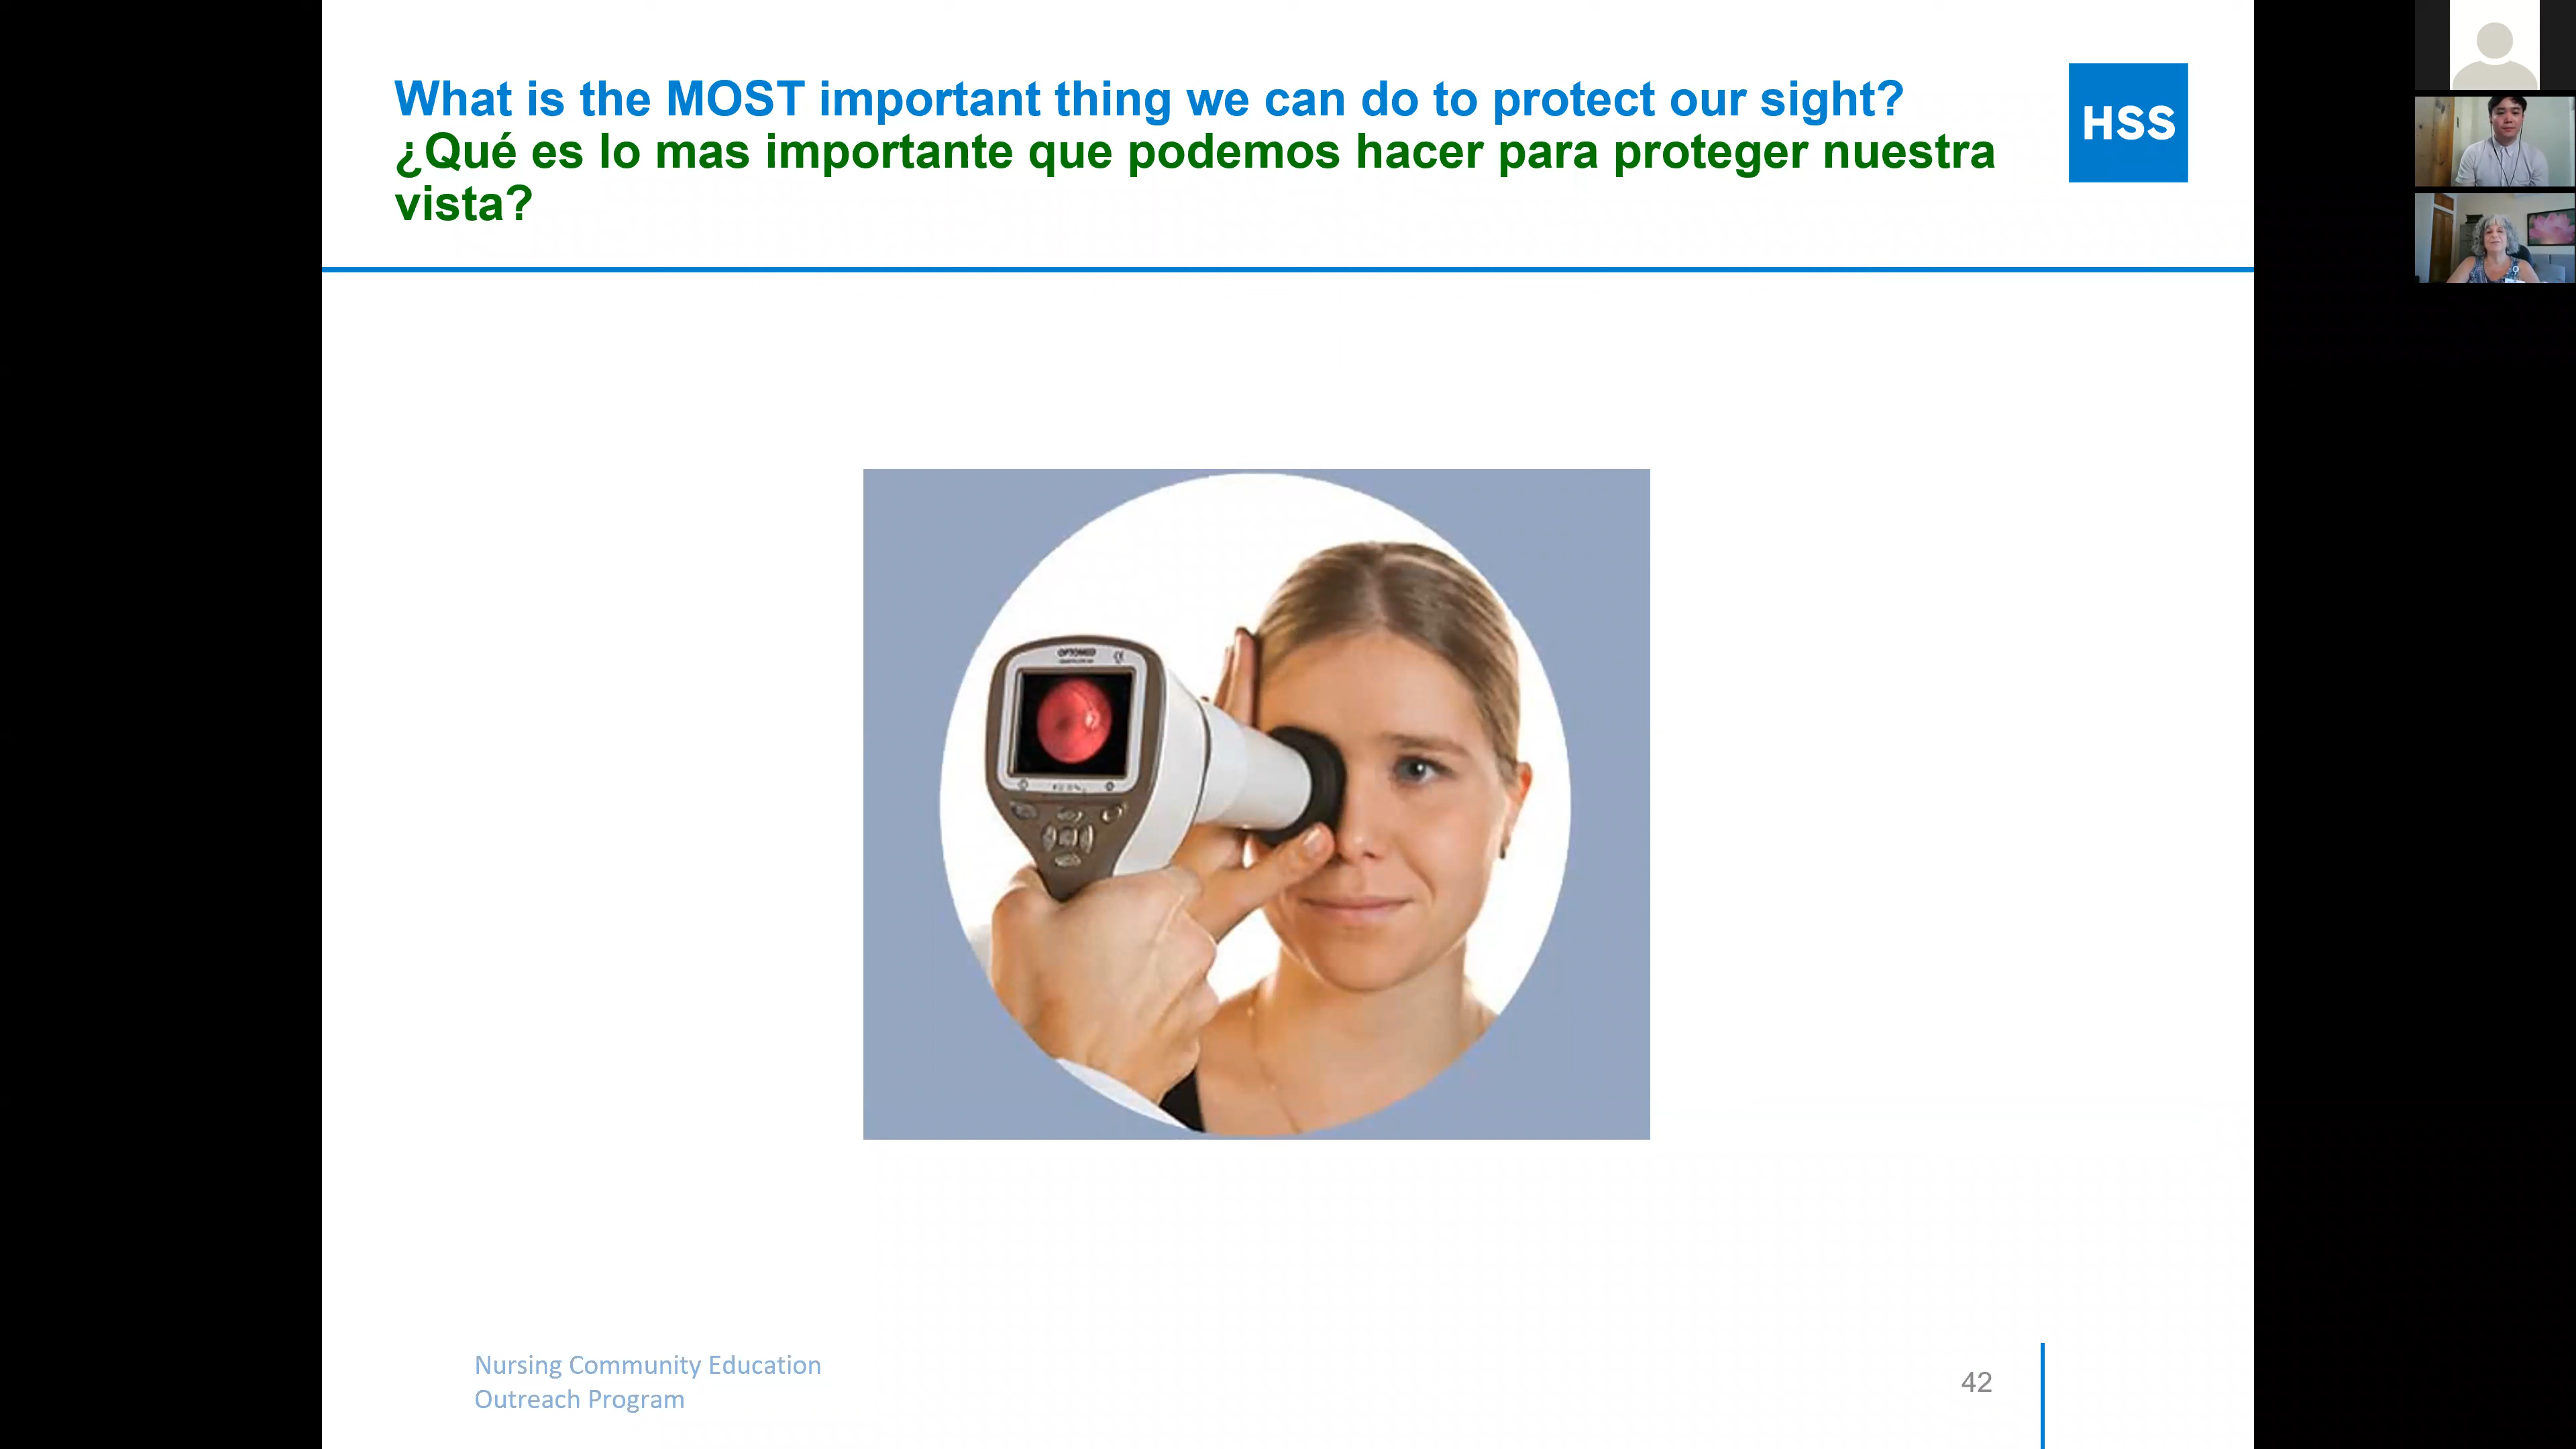 What is the MOST important thing we can do to protect our sight?
¿Qué es lo mas importante que podemos hacer para proteger nuestra
vista?
HSS
OPTOMED
Nursing Community Education
Outreach Program
42